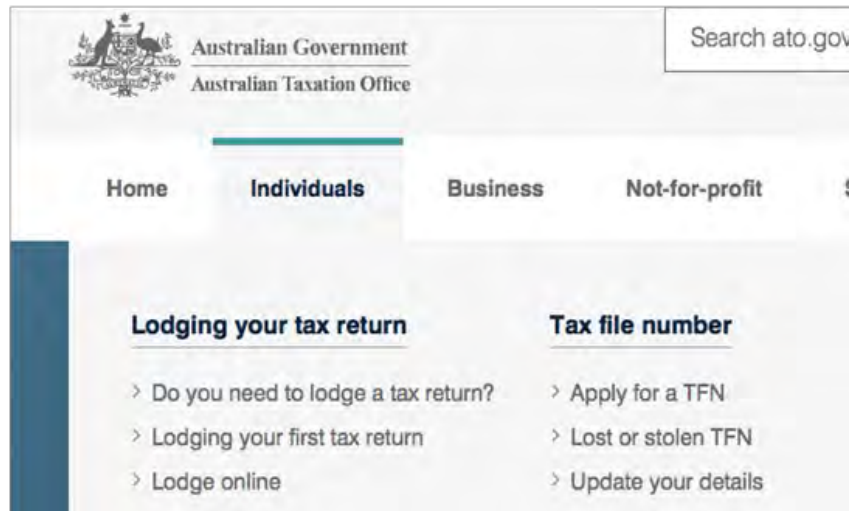 Australian Government
Australian Taxation Office
Search ato.gov
Home Individuals Business Not-for-profit
Lodging your tax return
Do you need to lodge a tax return?
Lodging your first tax return
Lodge online
Tax file number
Apply for a TFN
Lost or stolen TFN
Update your details